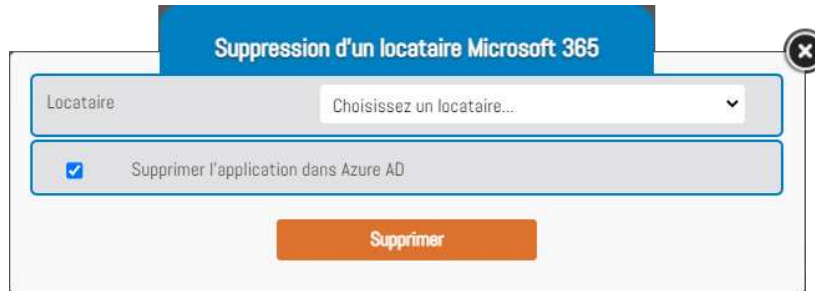 Suppression d'un locataire Microsoft 365
Locataire
Choisissez un locataire...
Supprimer l'application dans Azure AD
Supprimer